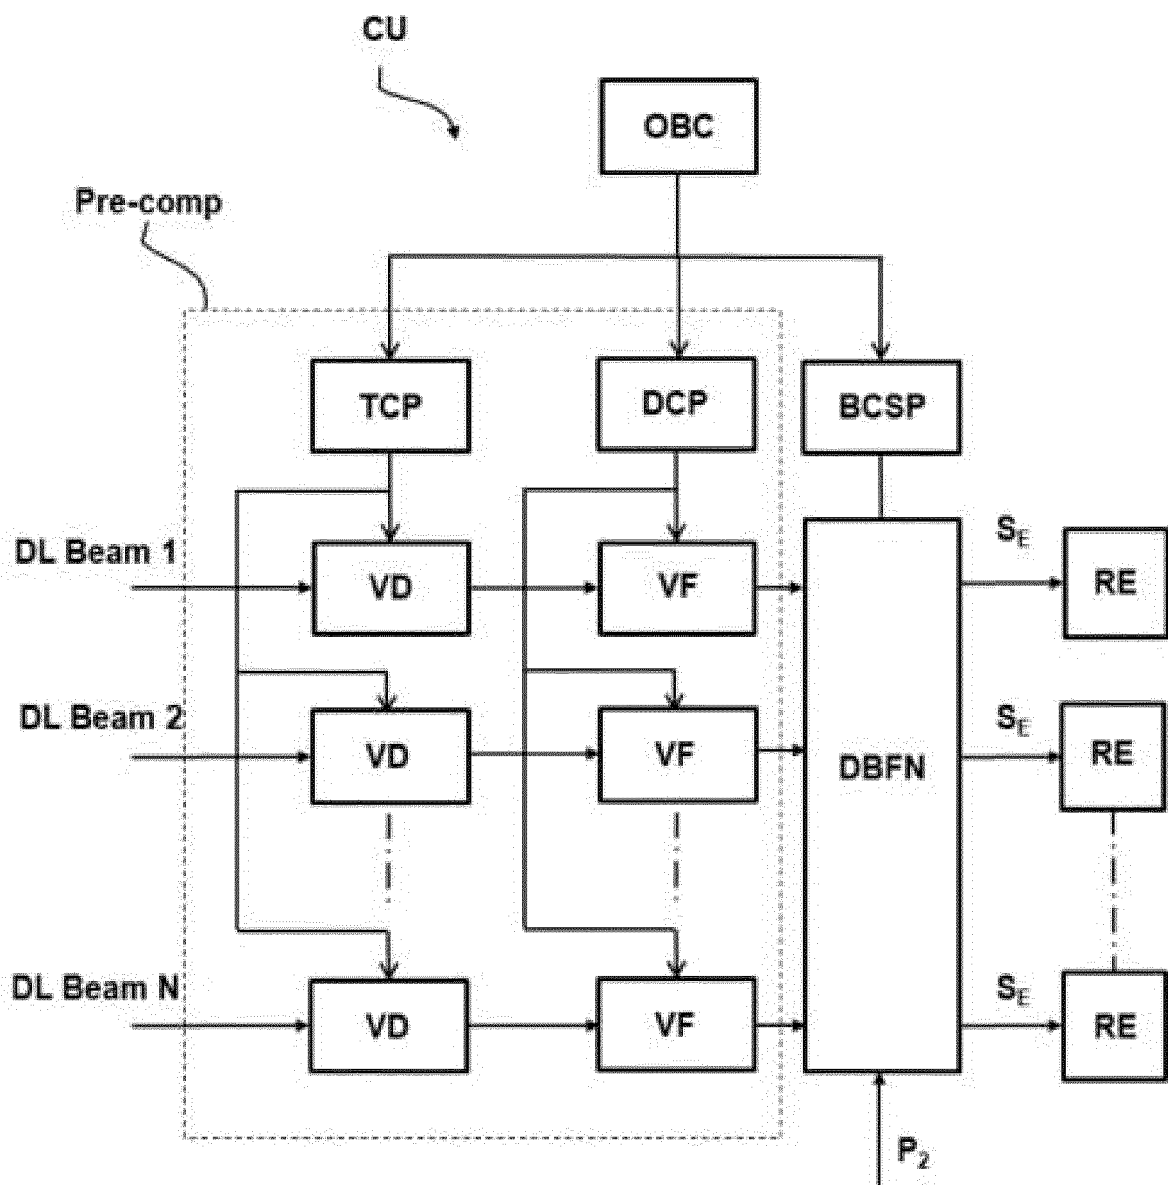 CU
OBC
Pre-comp
TCP
DCP
BCSP
DL Beam 1
VD
VF
S_E
RE
DL Beam 2
VD
VF
DBFN
S_E
RE
DL Beam N
VD
VF
S_E
RE
P_2